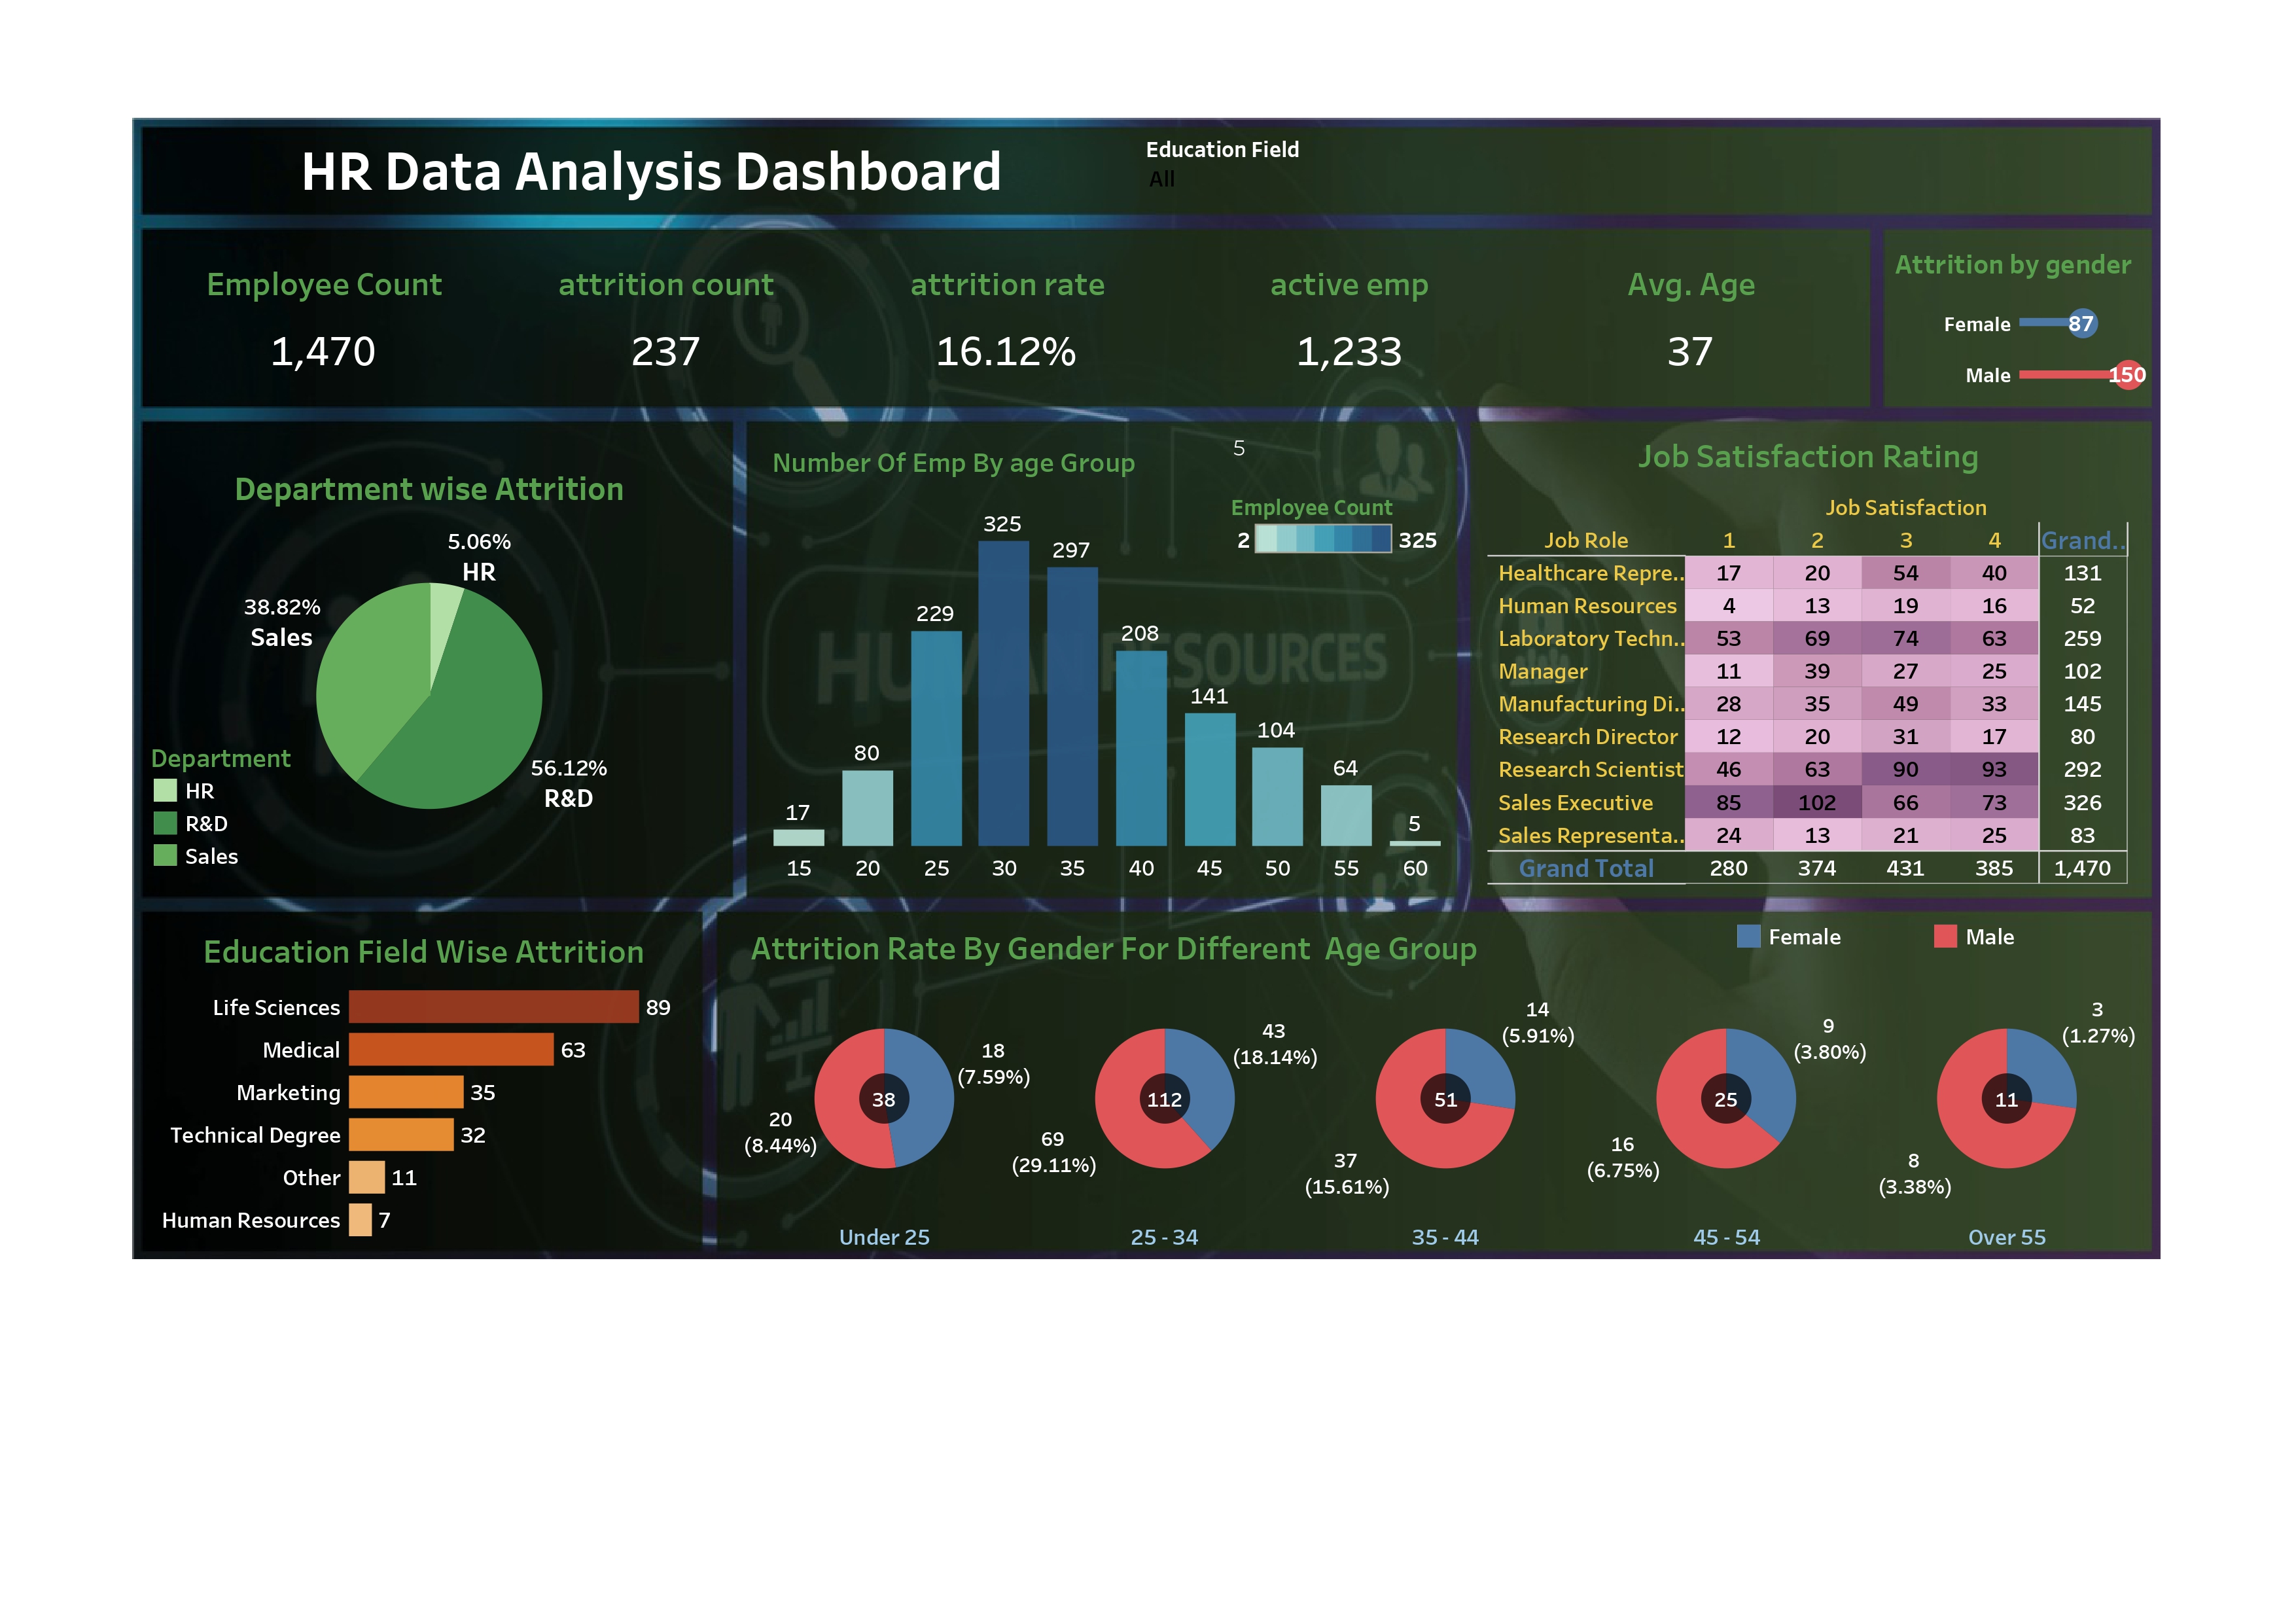 HR Data Analysis Dashboard
Education Field
All
Employee Count
1,470
attrition count
237
attrition rate
16.12%
active emp
1,233
Avg. Age
37
Attrition by gender
Female 87
Male 150
Department wise Attrition
5.06%
HR
38.82%
Sales
56.12%
R&D
Department
HR
R&D
Sales
Number Of Emp By age Group
5
Employee Count
2 325
17 80 229 325 297 208 141 104 64 5
15 20 25 30 35 40 45 50 55 60
HUMAN RESOURCES
Job Satisfaction Rating
Job Satisfaction
Job Role 1 2 3 4 Grand..
Healthcare Repre.. 17 20 54 40 131
Human Resources 4 13 19 16 52
Laboratory Techn.. 53 69 74 63 259
Manager 11 39 27 25 102
Manufacturing Di.. 28 35 49 33 145
Research Director 12 20 31 17 80
Research Scientist 46 63 90 93 292
Sales Executive 85 102 66 73 326
Sales Representa.. 24 13 21 25 83
Grand Total 280 374 431 385 1,470
Education Field Wise Attrition
Life Sciences 89
Medical 63
Marketing 35
Technical Degree 32
Other 11
Human Resources 7
Attrition Rate By Gender For Different Age Group
Female Male
18
(7.59%)
38
20
(8.44%)
Under 25
43
(18.14%)
112
69
(29.11%)
25 - 34
14
(5.91%)
51
37
(15.61%)
35 - 44
9
(3.80%)
25
16
(6.75%)
45 - 54
3
(1.27%)
11
8
(3.38%)
Over 55